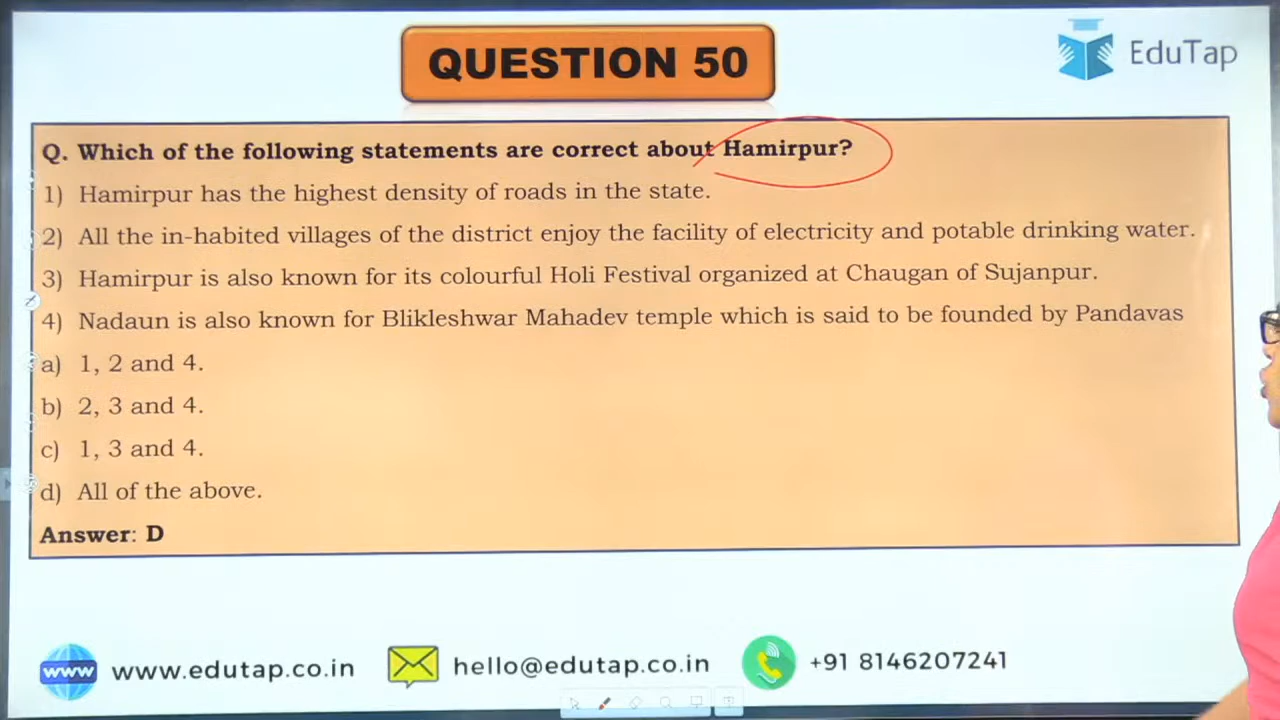 QUESTION 50
EduTap
Q. Which of the following statements are correct about Hamirpur?
1) Hamirpur has the highest density of roads in the state.
2) All the in-habited villages of the district enjoy the facility of electricity and potable drinking water.
3) Hamirpur is also known for its colourful Holi Festival organized at Chaugan of Sujanpur.
4) Nadaun is also known for Blikleshwar Mahadev temple which is said to be founded by Pandavas
a) 1, 2 and 4.
b) 2, 3 and 4.
c) 1, 3 and 4.
d) All of the above.
Answer: D
www www.edutap.co.in hello@edutap.co.in +91 8146207241